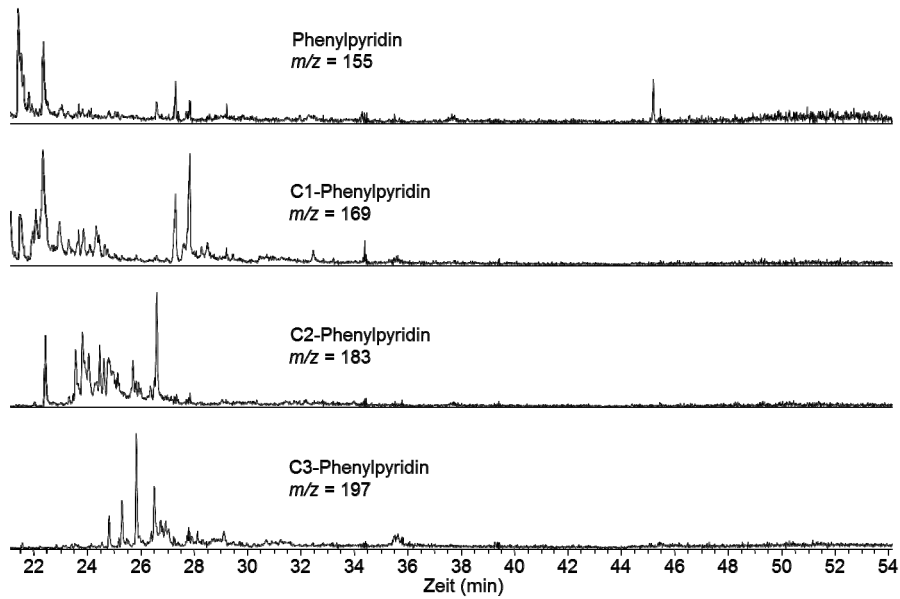 Phenylpyridin
m/z = 155
C1-Phenylpyridin
m/z = 169
C2-Phenylpyridin
m/z = 183
C3-Phenylpyridin
m/z = 197
22 24 26 28 30 32 34 36 38 40 42 44 46 48 50 52 54
Zeit (min)